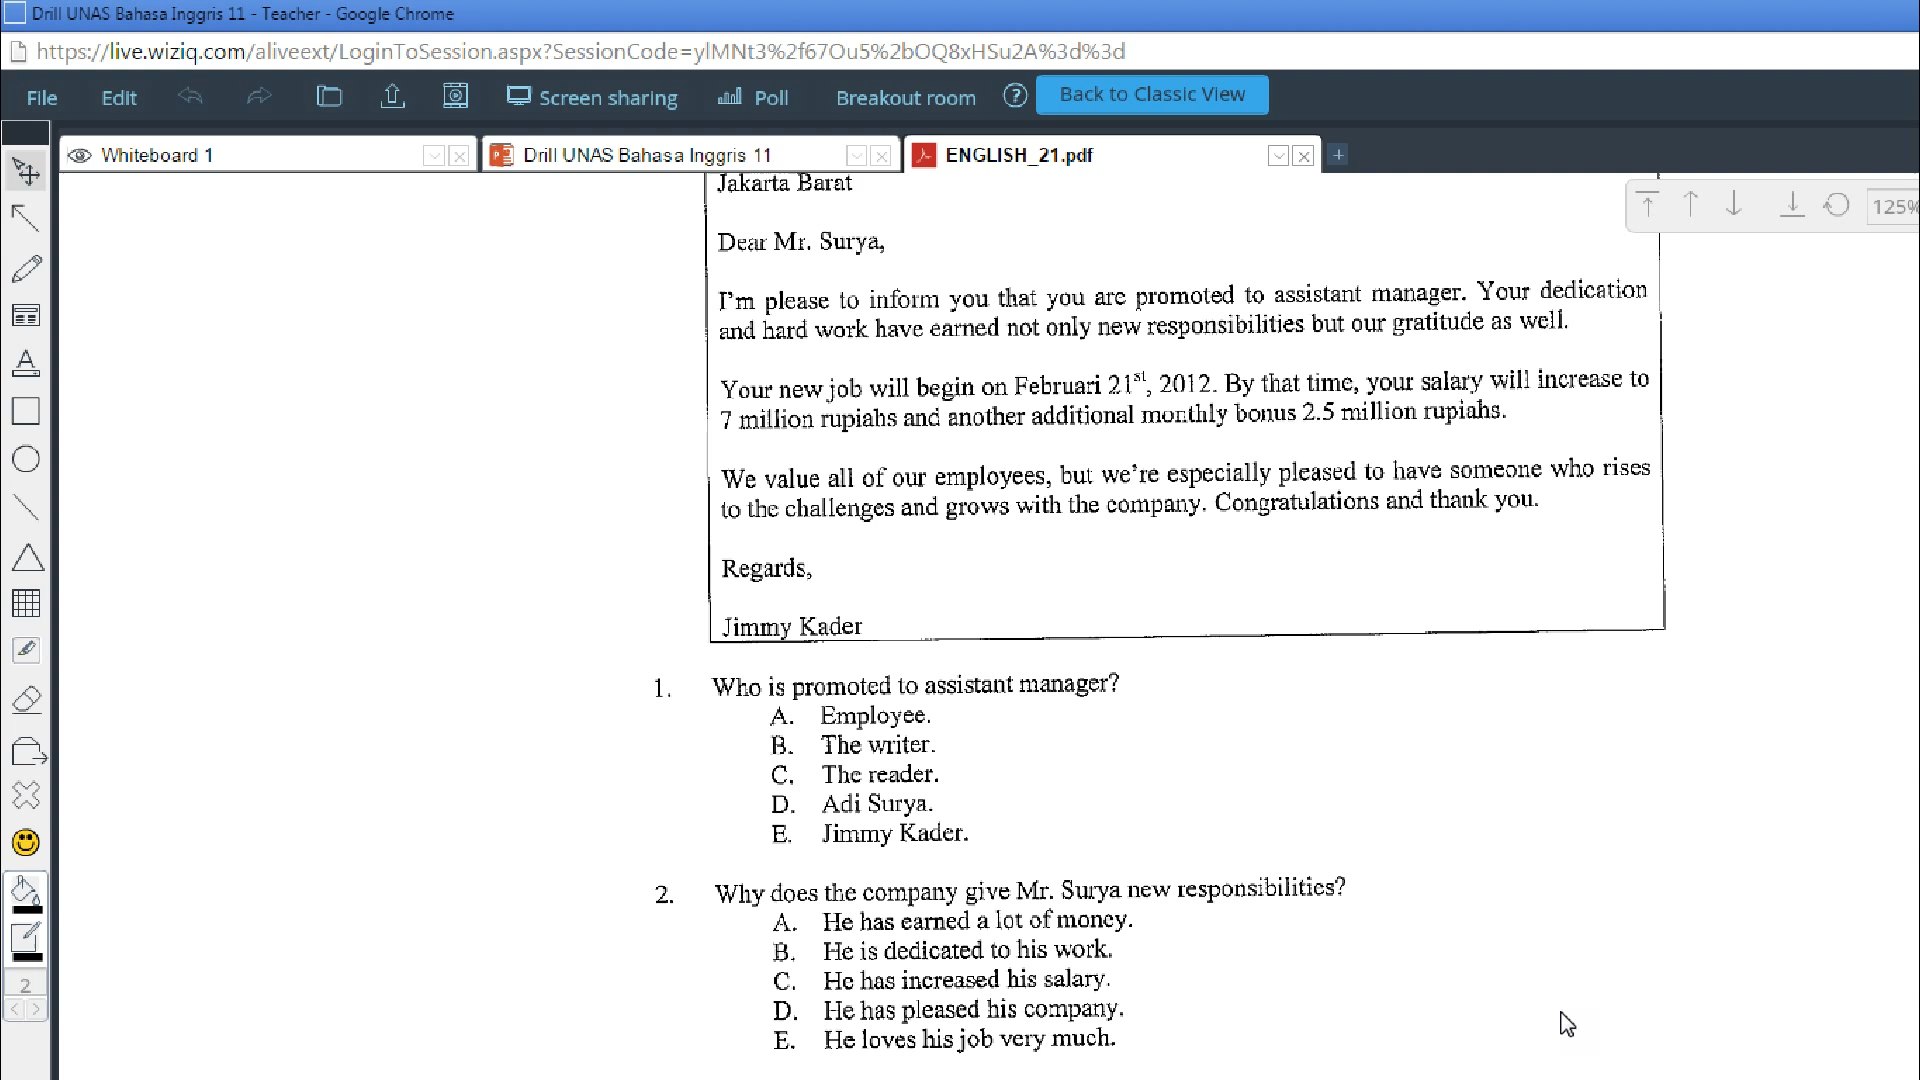 Drill UNAS Bahasa Inggris 11 - Teacher - Google Chrome
https://live.wiziq.com/aliveext/LoginToSession.aspx?SessionCode=ylMNt3%2f67Ou5%2bOQ8xHSu2A%3d%3d
File Edit Screen sharing Poll Breakout room ? Back to Classic View
Whiteboard 1 Drill UNAS Bahasa Inggris 11 ENGLISH_21.pdf +
125%
Jakarta Barat
Dear Mr. Surya,
I'm please to inform you that you are promoted to assistant manager. Your dedication
and hard work have earned not only new responsibilities but our gratitude as well.
Your new job will begin on Februari 21st, 2012. By that time, your salary will increase to
7 million rupiahs and another additional monthly bonus 2.5 million rupiahs.
We value all of our employees, but we're especially pleased to have someone who rises
to the challenges and grows with the company. Congratulations and thank you.
Regards,
Jimmy Kader
1. Who is promoted to assistant manager?
A. Employee.
B. The writer.
C. The reader.
D. Adi Surya.
E. Jimmy Kader.
2. Why does the company give Mr. Surya new responsibilities?
A. He has earned a lot of money.
B. He is dedicated to his work.
C. He has increased his salary.
D. He has pleased his company.
E. He loves his job very much.
2